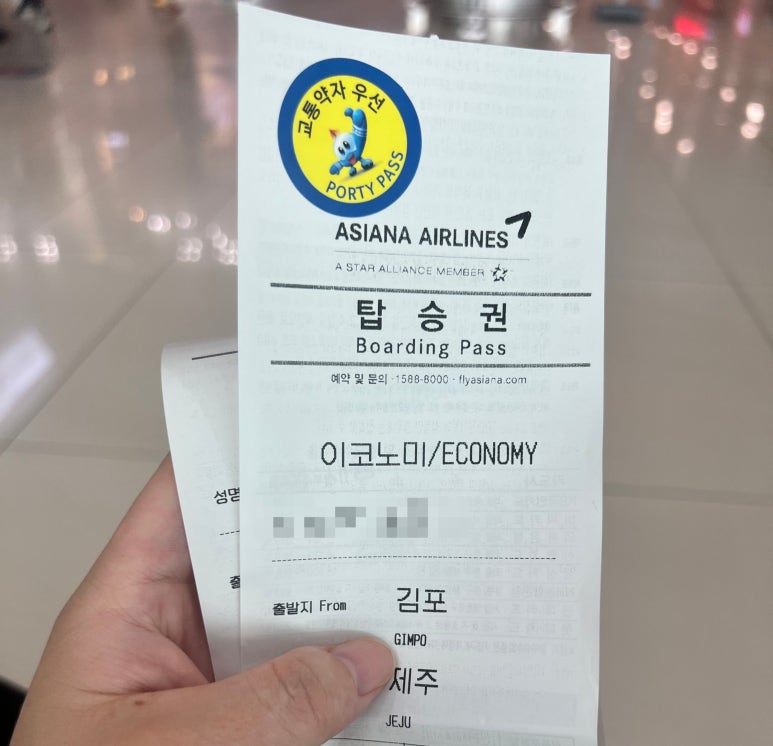 교통약자 우선
PORTY PASS
ASIANA AIRLINES
A STAR ALLIANCE MEMBER
탑 승 권
Boarding Pass
예약 및 문의 · 1588-8000 · flyasiana.com
이코노미/ECONOMY
성명
출발지 From 김포
GIMPO
제주
JEJU